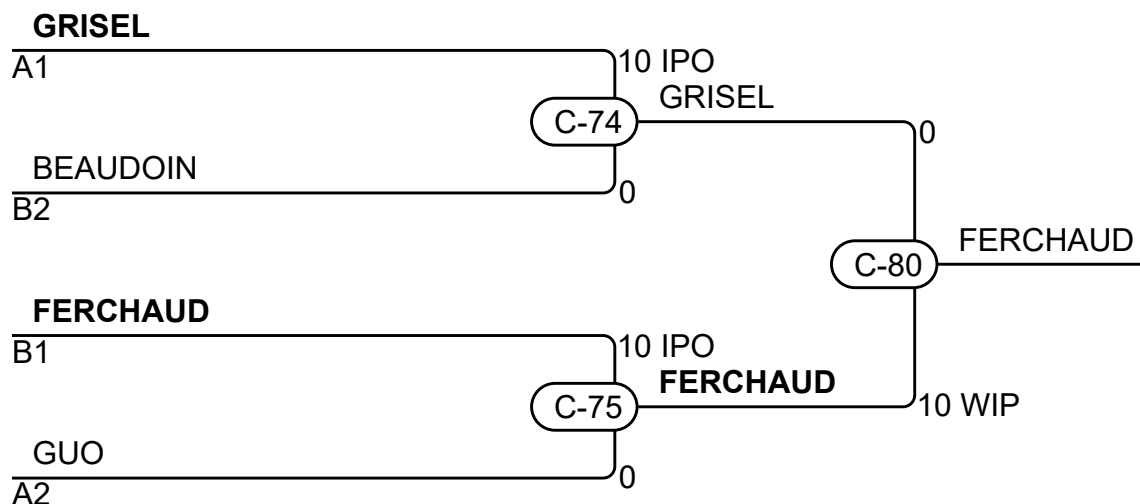 GRISEL
A1
10 IPO
GRISEL
C-74
0
BEAUDOIN
B2
0
FERCHAUD
C-80
FERCHAUD
B1
10 IPO
FERCHAUD
C-75
10 WIP
GUO
A2
0